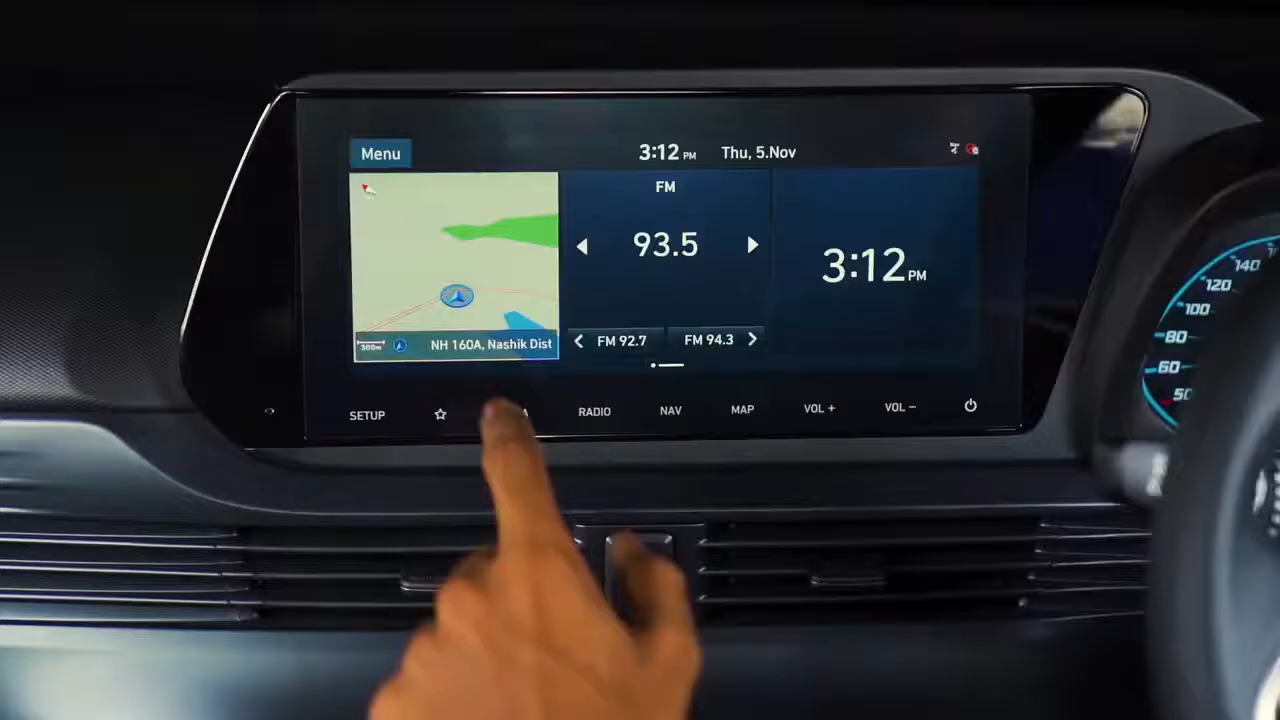 Menu
3:12 PM
Thu, 5.Nov
FM
93.5
3:12 PM
300m
NH 160A, Nashik Dist
FM 92.7
FM 94.3
SETUP
RADIO
NAV
MAP
VOL +
VOL −
140
120
100
80
60
50